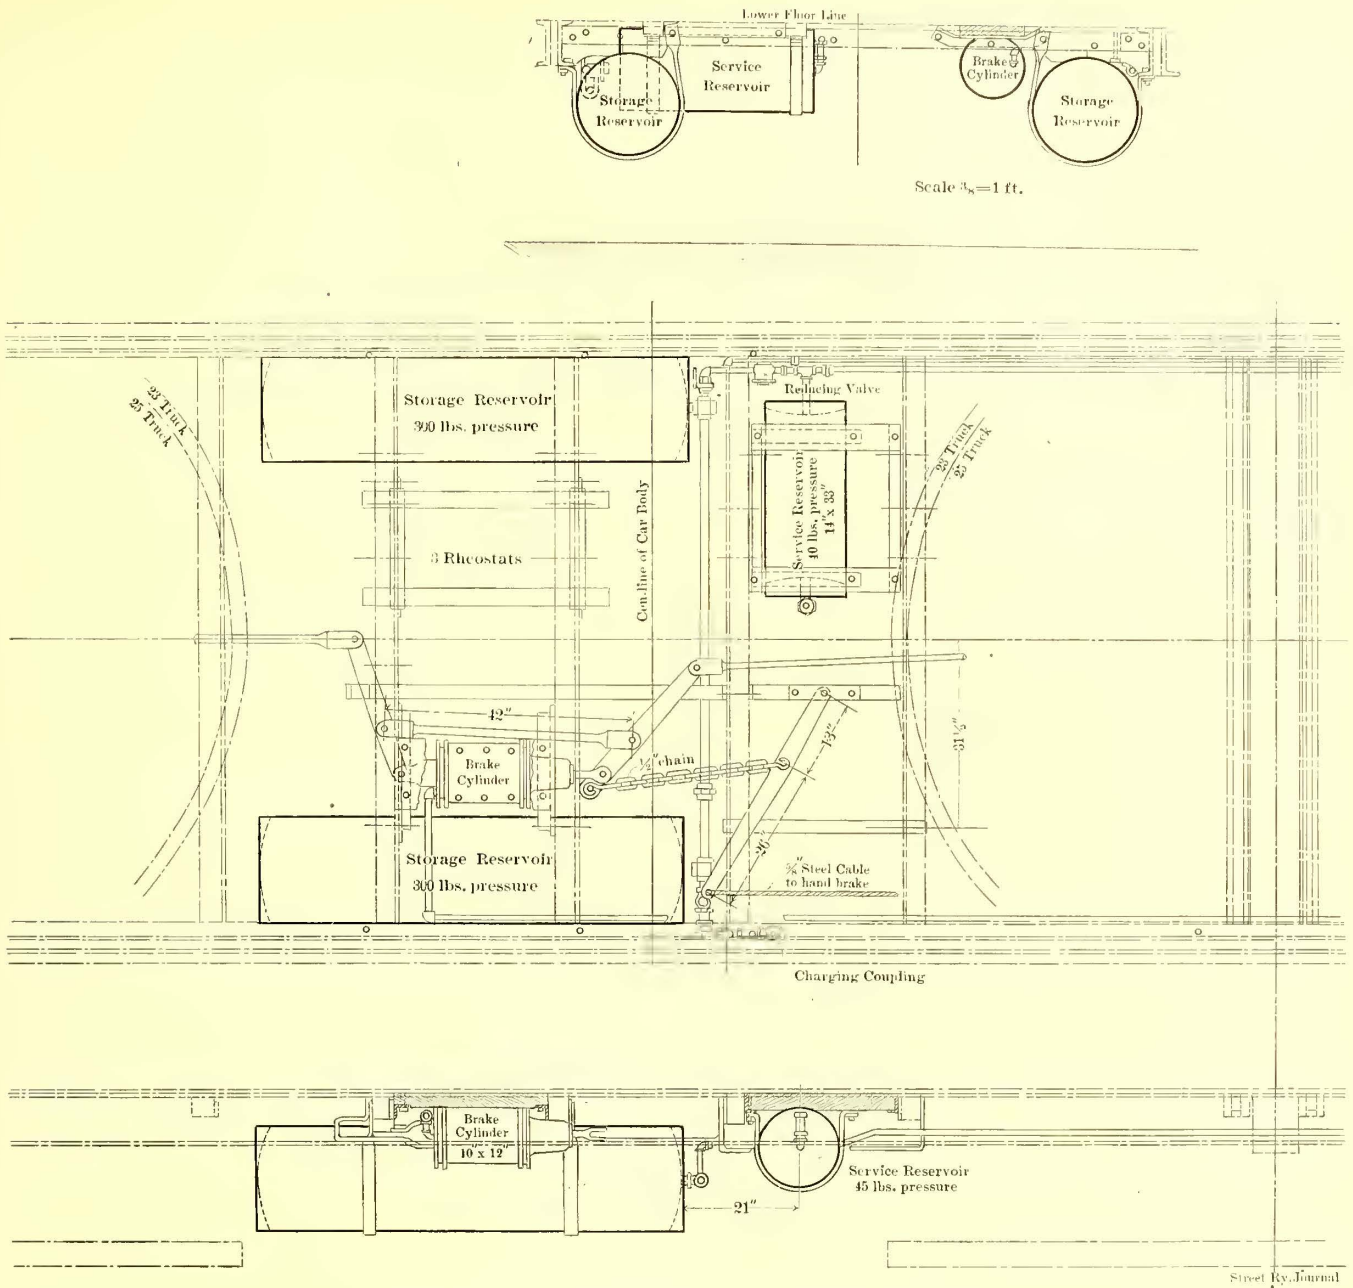 Lower Floor Line
Service
Reservoir
Storage
Reservoir
Brake
Cylinder
Storage
Reservoir
Scale 3/8=1 ft.
23 Truck
25 Truck
Storage Reservoir
300 lbs. pressure
Reducing Valve
Service Reservoir
40 lbs. pressure
14" x 33"
Cen.line of Car Body
23 Truck
25 Truck
3 Rheostats
42"
Brake
Cylinder
1/2" chain
13"
26"
31 1/2"
Storage Reservoir
300 lbs. pressure
5/8" Steel Cable
to hand brake
Charging Coupling
Brake
Cylinder
10" x 12"
Service Reservoir
45 lbs. pressure
21"
Street Ry. Journal